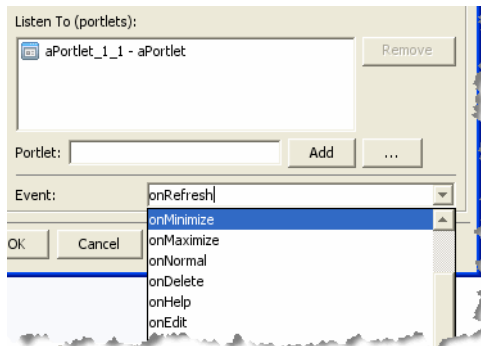 Listen To (portlets):
aPortlet_1_1 - aPortlet
Remove
Portlet:
Add
...
Event:
onRefresh
onMinimize
OK
Cancel
onMaximize
onNormal
onDelete
onHelp
onEdit